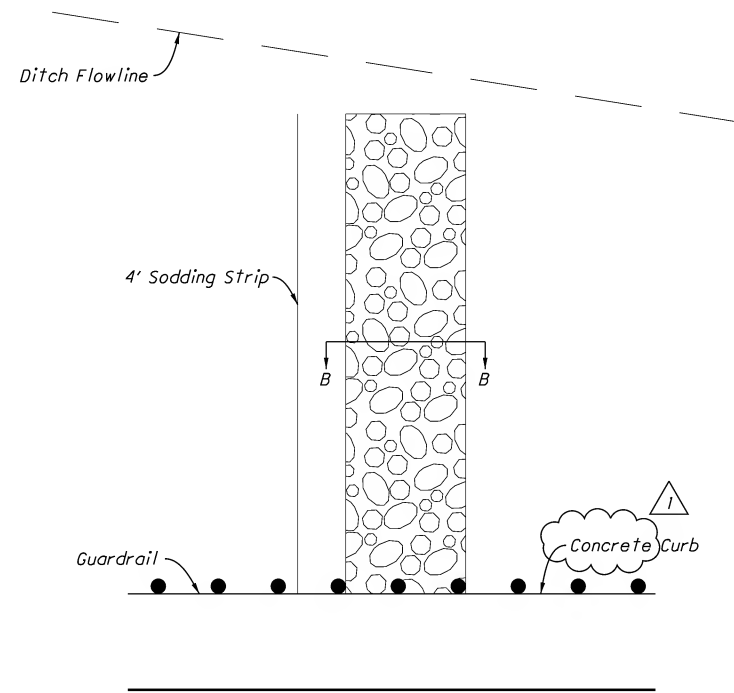 Ditch Flowline
4' Sodding Strip
B B
1
Concrete Curb
Guardrail